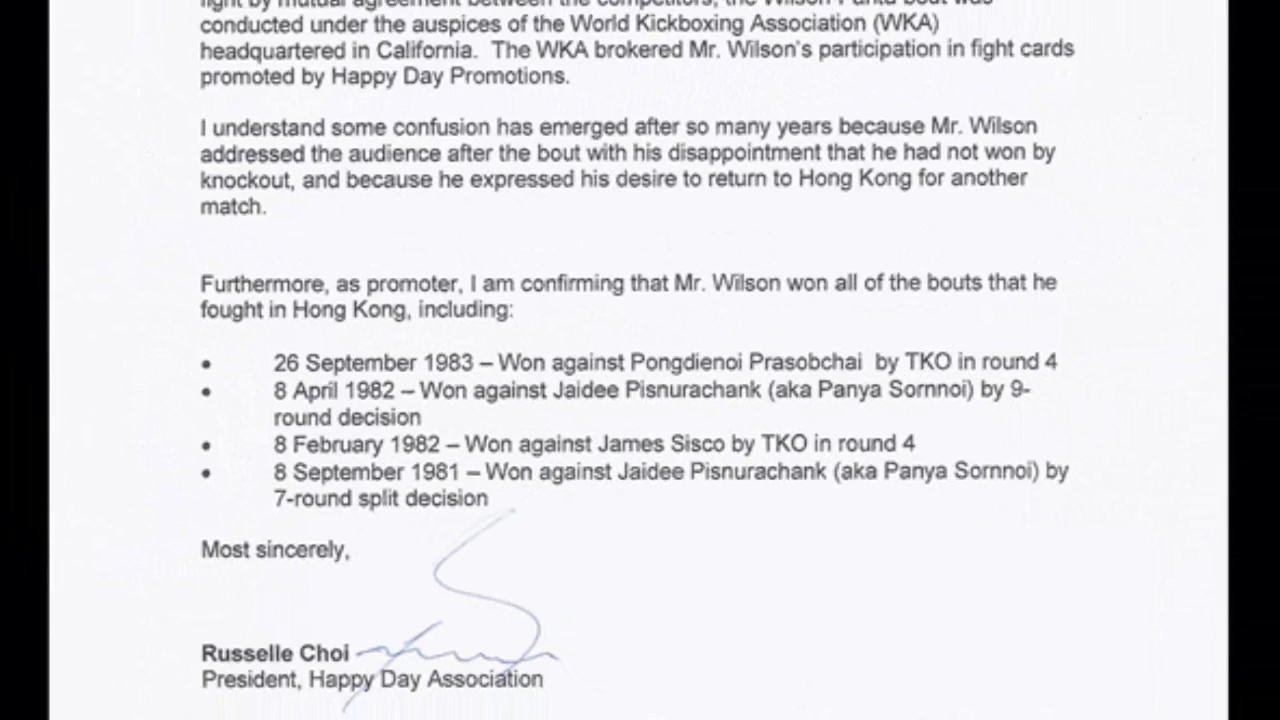 conducted under the auspices of the World Kickboxing Association (WKA)
headquartered in California. The WKA brokered Mr. Wilson's participation in fight cards
promoted by Happy Day Promotions.
I understand some confusion has emerged after so many years because Mr. Wilson
addressed the audience after the bout with his disappointment that he had not won by
knockout, and because he expressed his desire to return to Hong Kong for another
match.
Furthermore, as promoter, I am confirming that Mr. Wilson won all of the bouts that he
fought in Hong Kong, including:
• 26 September 1983 – Won against Pongdienoi Prasobchai by TKO in round 4
• 8 April 1982 – Won against Jaidee Pisnurachank (aka Panya Sornnoi) by 9-
round decision
• 8 February 1982 – Won against James Sisco by TKO in round 4
• 8 September 1981 – Won against Jaidee Pisnurachank (aka Panya Sornnoi) by
7-round split decision
Most sincerely,
Russelle Choi
President, Happy Day Association